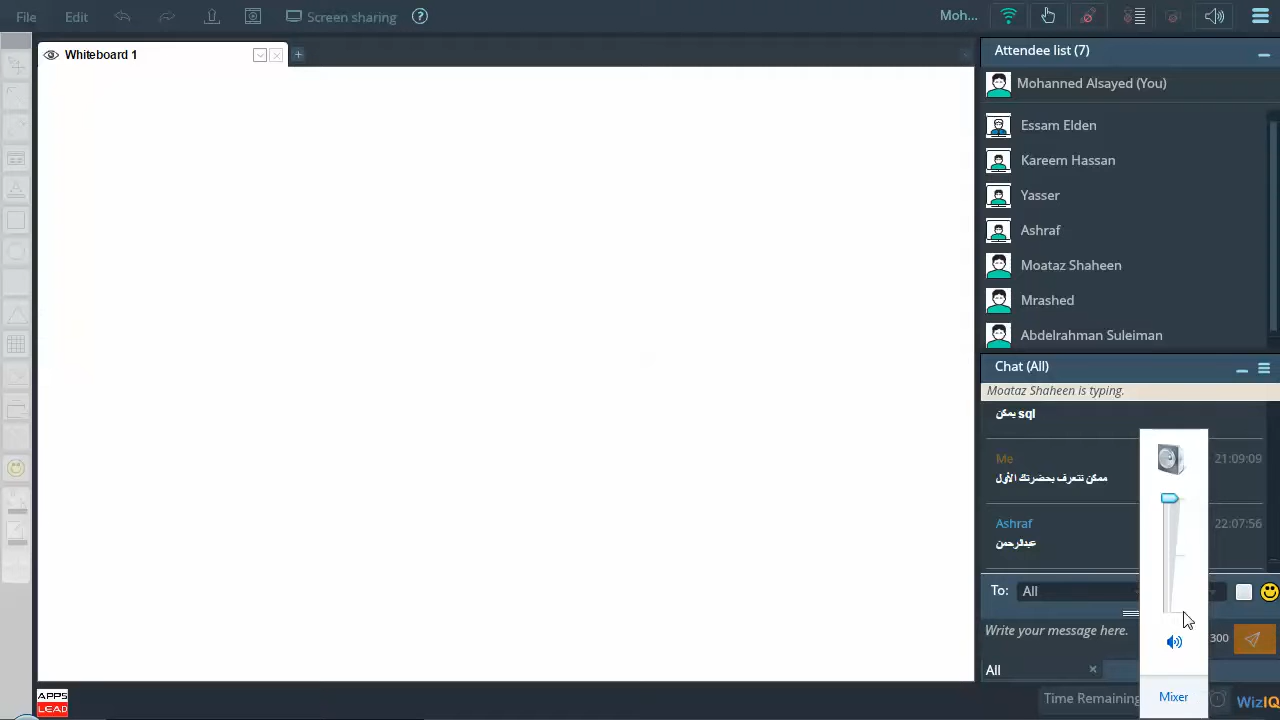 File Edit Screen sharing ? Moh...
Whiteboard 1
Attendee list (7)
Mohanned Alsayed (You)
Essam Elden
Kareem Hassan
Yasser
Ashraf
Moataz Shaheen
Mrashed
Abdelrahman Suleiman
Chat (All)
Moataz Shaheen is typing.
يمكن sql
Me 21:09:09
ممكن نتعرف بحضرتك الأول
Ashraf 22:07:56
عبدالرحمن
To: All
Write your message here. 300
All
APPS LEAD
Time Remaining
Mixer
WizIQ